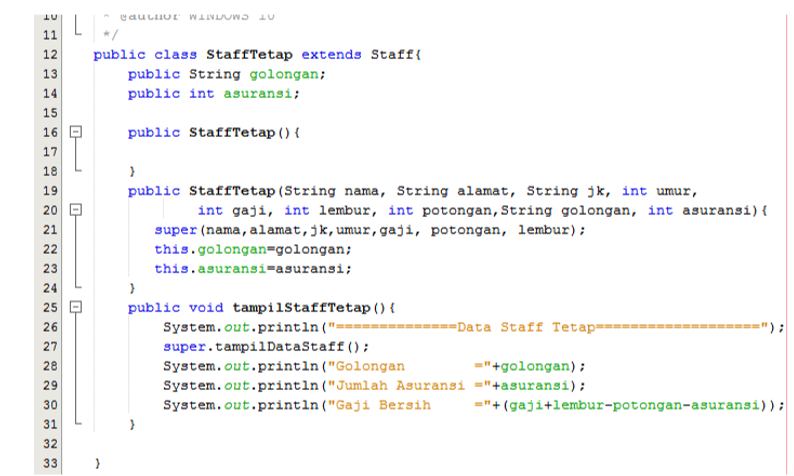 10 * @author WINDOWS 10
11 */
12 public class StaffTetap extends Staff{
13 public String golongan;
14 public int asuransi;
15
16 public StaffTetap(){
17
18 }
19 public StaffTetap(String nama, String alamat, String jk, int umur,
20 int gaji, int lembur, int potongan,String golongan, int asuransi){
21 super(nama,alamat,jk,umur,gaji, potongan, lembur);
22 this.golongan=golongan;
23 this.asuransi=asuransi;
24 }
25 public void tampilStaffTetap(){
26 System.out.println("==============Data Staff Tetap===================");
27 super.tampilDataStaff();
28 System.out.println("Golongan        ="+golongan);
29 System.out.println("Jumlah Asuransi ="+asuransi);
30 System.out.println("Gaji Bersih     ="+(gaji+lembur-potongan-asuransi));
31 }
32
33 }